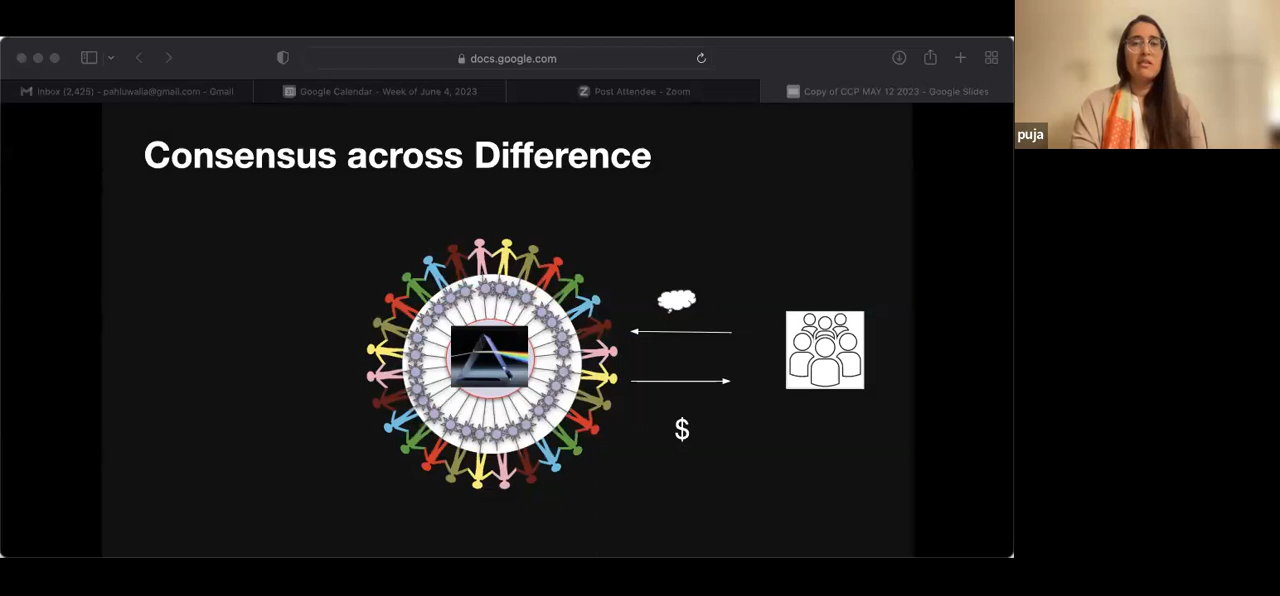 docs.google.com
Inbox (2,425) - pahluwalia@gmail.com - Gmail
Google Calendar - Week of June 4, 2023
Post Attendee - Zoom
Copy of CCP MAY 12 2023 - Google Slides
puja
Consensus across Difference
$